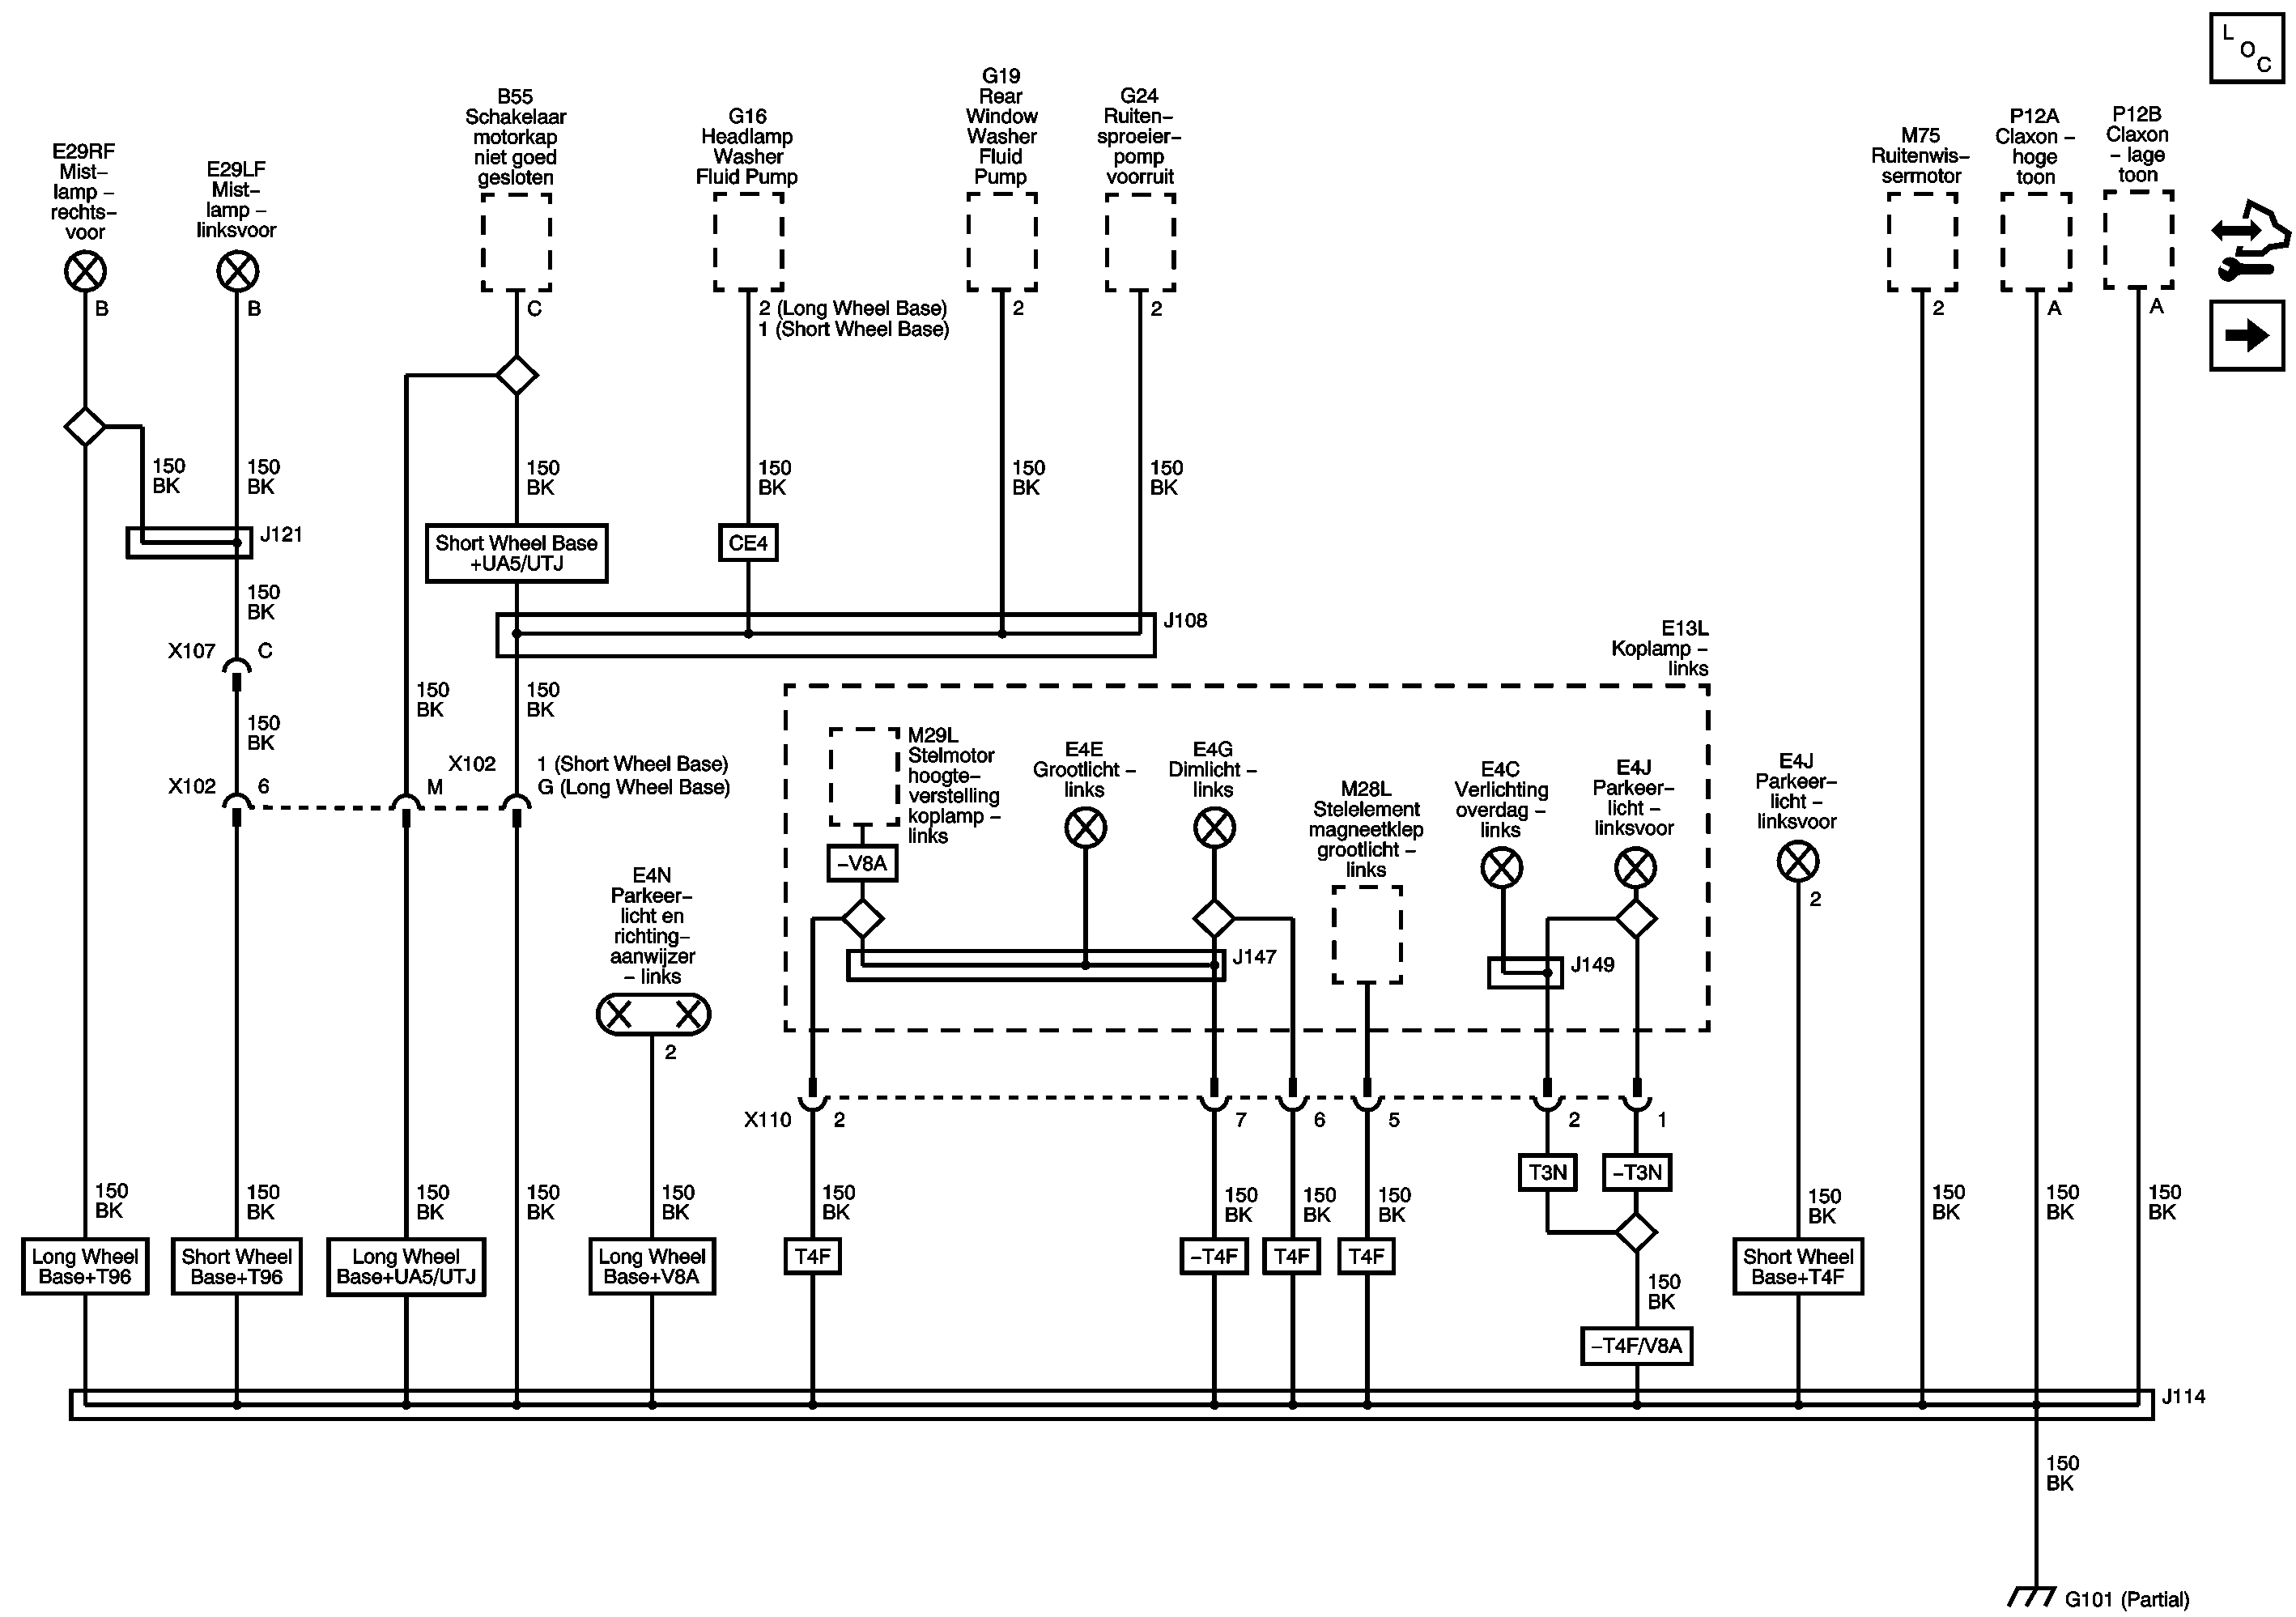 L
O
C
E29RF
Mist–
lamp –
rechts–
voor
B
E29LF
Mist–
lamp –
linksvoor
B
B55
Schakelaar
motorkap
niet goed
gesloten
C
G16
Headlamp
Washer
Fluid Pump
2 (Long Wheel Base)
1 (Short Wheel Base)
G19
Rear
Window
Washer
Fluid
Pump
2
G24
Ruiten–
sproeier–
pomp
voorruit
2
M75
Ruitenwis–
sermotor
2
P12A
Claxon –
hoge
toon
A
P12B
Claxon
– lage
toon
A
150
BK
150
BK
150
BK
150
BK
150
BK
150
BK
J121
Short Wheel Base
+UA5/UTJ
CE4
150
BK
J108
X107
C
150
BK
150
BK
150
BK
X102
6
M
X102
1 (Short Wheel Base)
G (Long Wheel Base)
E13L
Koplamp –
links
M29L
Stelmotor
hoogte–
verstelling
koplamp –
links
–V8A
E4E
Grootlicht –
links
E4G
Dimlicht –
links
M28L
Stelelement
magneetklep
grootlicht –
links
E4C
Verlichting
overdag –
links
E4J
Parkeer–
licht –
linksvoor
E4J
Parkeer–
licht –
linksvoor
2
E4N
Parkeer–
licht en
richting–
aanwijzer
– links
2
J147
J149
X110
2
7
6
5
2
1
T3N
–T3N
150
BK
150
BK
150
BK
150
BK
150
BK
150
BK
150
BK
150
BK
150
BK
150
BK
150
BK
150
BK
150
BK
Long Wheel
Base+T96
Short Wheel
Base+T96
Long Wheel
Base+UA5/UTJ
Long Wheel
Base+V8A
T4F
–T4F
T4F
T4F
Short Wheel
Base+T4F
150
BK
–T4F/V8A
J114
150
BK
G101 (Partial)